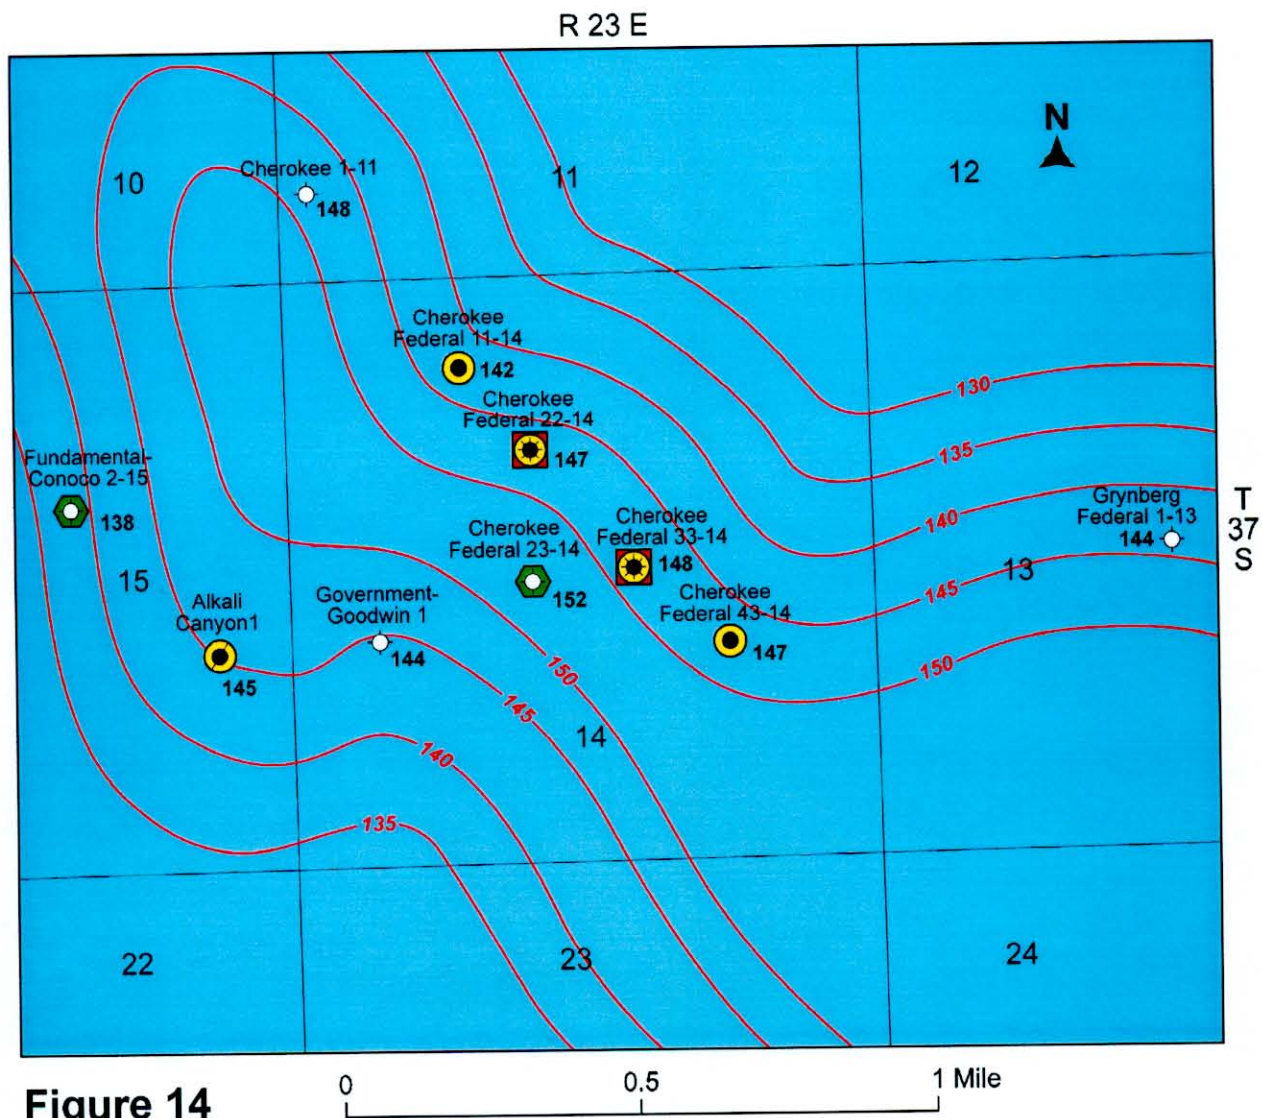 R 23 E
N
10
11
12
Cherokee 1-11
148
Cherokee
Federal 11-14
142
130
Cherokee
Federal 22-14
147
135
Fundamental-
Conoco 2-15
138
Cherokee
Federal 23-14
152
Cherokee
Federal 33-14
148
140
Grynberg
Federal 1-13
144
T
37
S
15
13
Alkali
Canyon1
145
Government-
Goodwin 1
144
Cherokee
Federal 43-14
147
145
150
150
145
14
140
135
22
23
24
Figure 14
0
0.5
1 Mile